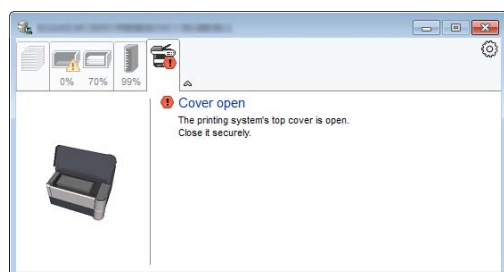 0%
70%
99%
Cover open
The printing system's top cover is open.
Close it securely.